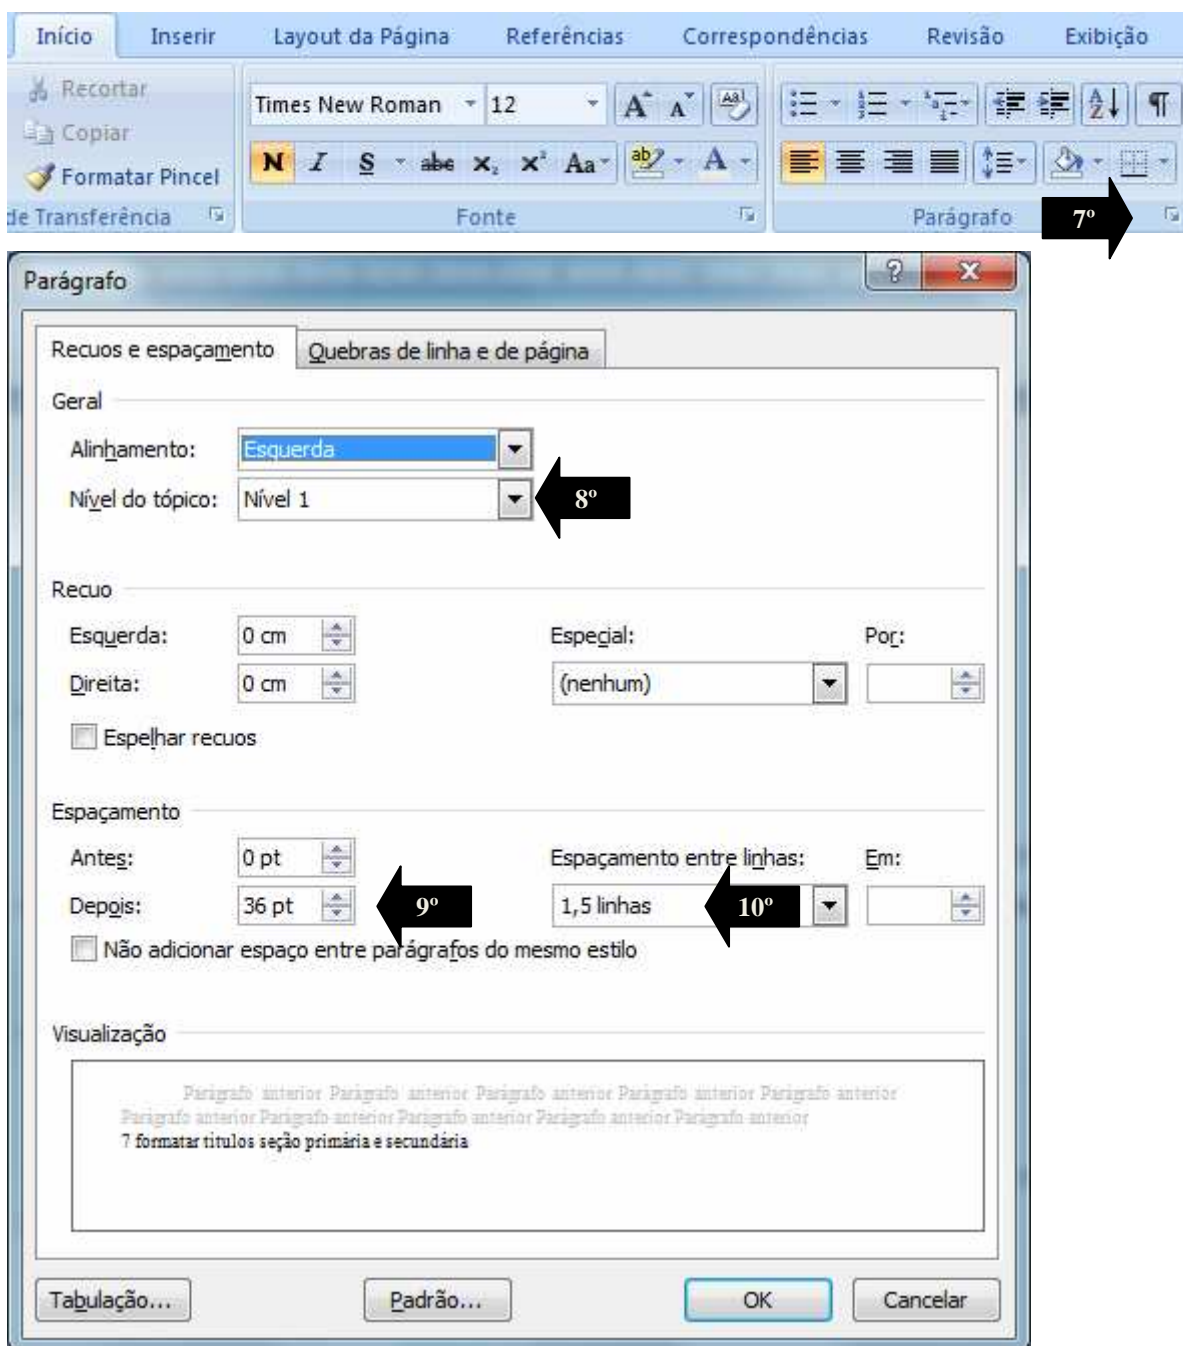 Início Inserir Layout da Página Referências Correspondências Revisão Exibição
Recortar
Times New Roman 12
Copiar
N I S abc x₂ x² Aa ab A
Formatar Pincel
de Transferência Fonte Parágrafo 7º
Parágrafo
Recuos e espaçamento Quebras de linha e de página
Geral
Alinhamento: Esquerda
Nível do tópico: Nível 1 8º
Recuo
Esquerda: 0 cm Especial: Por:
Direita: 0 cm (nenhum)
Espelhar recuos
Espaçamento
Antes: 0 pt Espaçamento entre linhas: Em:
Depois: 36 pt 9º 1,5 linhas 10º
Não adicionar espaço entre parágrafos do mesmo estilo
Visualização
Parágrafo anterior Parágrafo anterior Parágrafo anterior Parágrafo anterior Parágrafo anterior
Parágrafo anterior Parágrafo anterior Parágrafo anterior Parágrafo anterior Parágrafo anterior
7 formatar titulos seção primária e secundária
Tabulação... Padrão... OK Cancelar